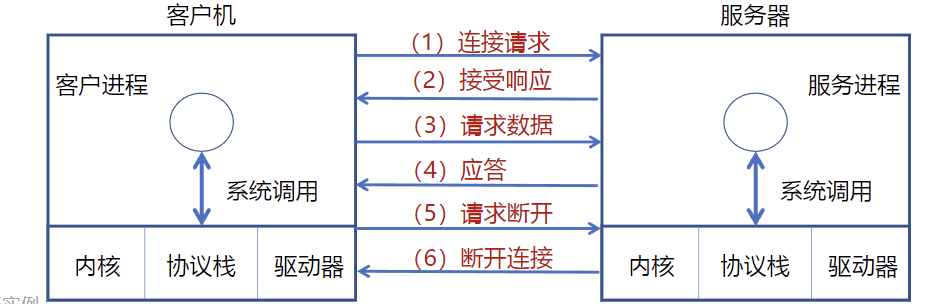 客户机
服务器
(1) 连接请求
(2) 接受响应
客户进程
服务进程
(3) 请求数据
(4) 应答
系统调用
系统调用
(5) 请求断开
(6) 断开连接
内核
协议栈
驱动器
内核
协议栈
驱动器
实例